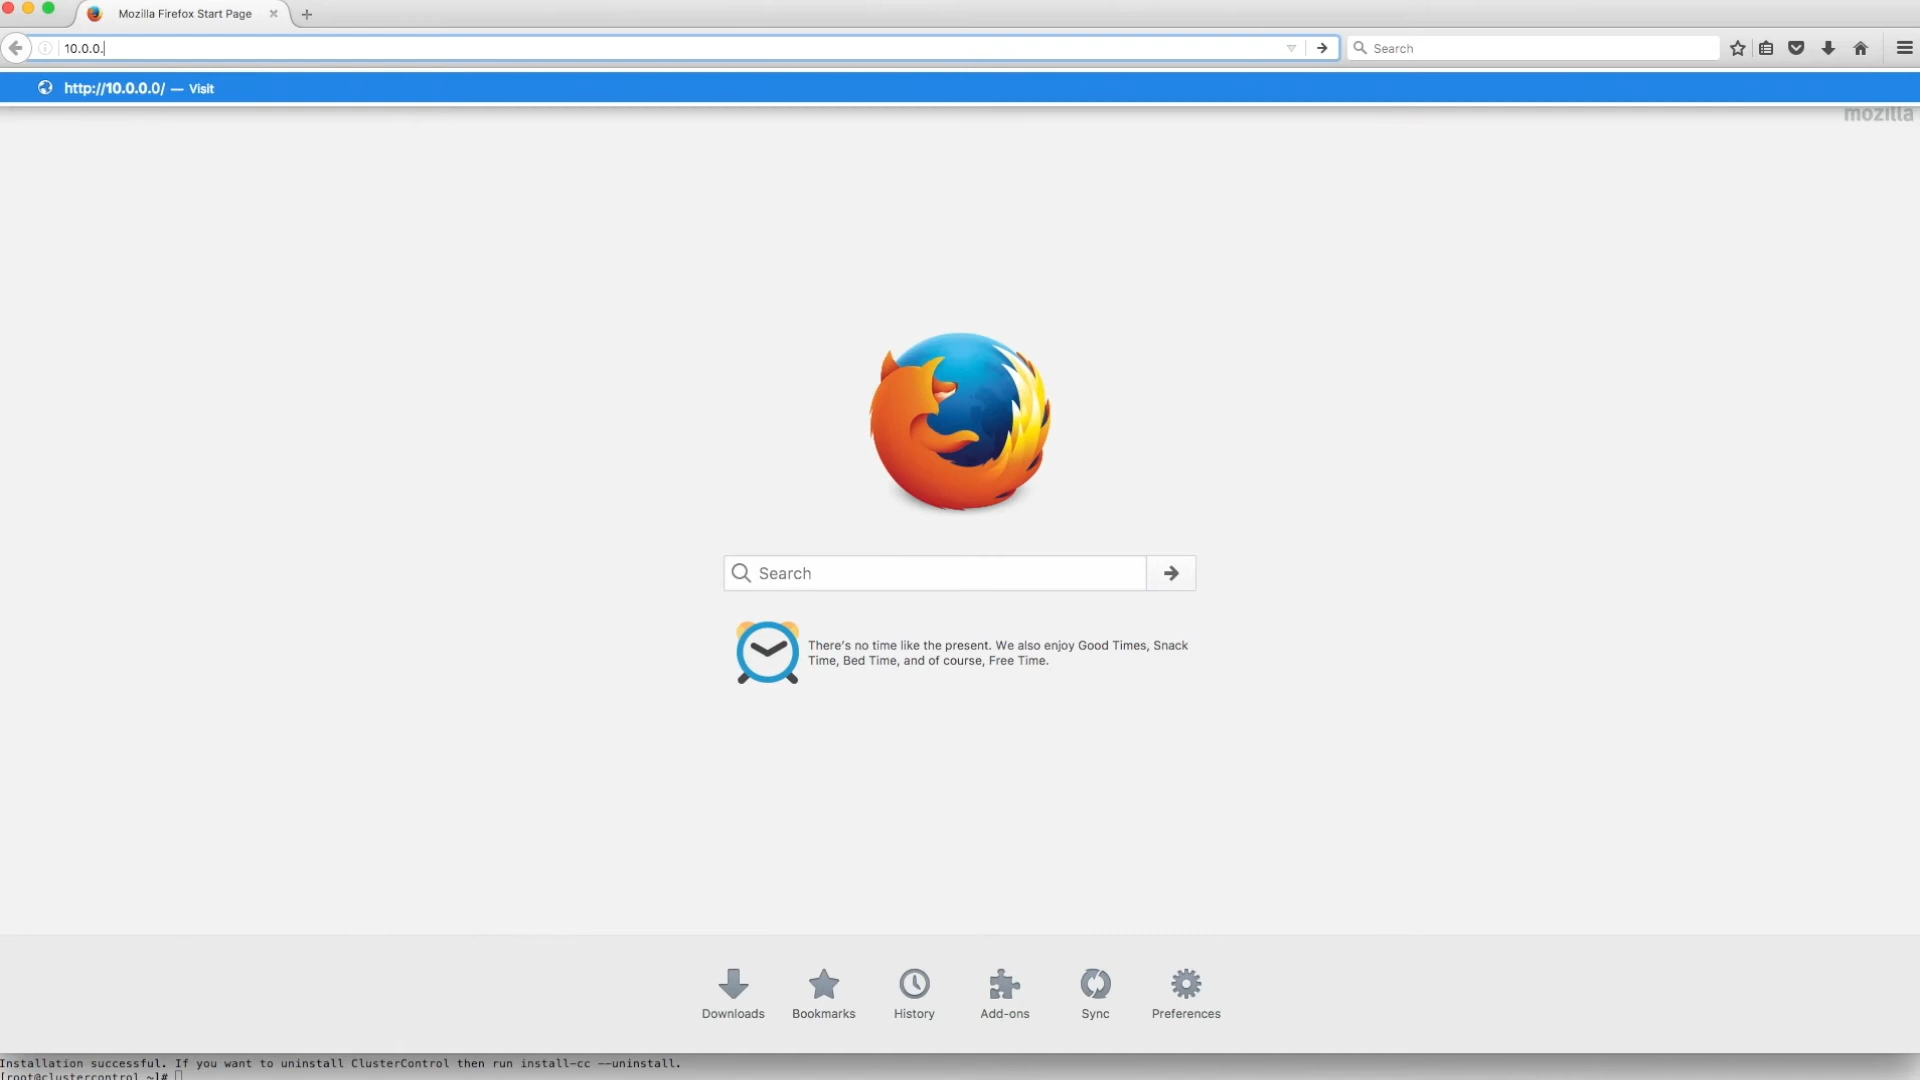 Mozilla Firefox Start Page
10.0.0.
Search
http://10.0.0.0/ — Visit
mozilla
Search
There's no time like the present. We also enjoy Good Times, Snack
Time, Bed Time, and of course, Free Time.
Downloads
Bookmarks
History
Add-ons
Sync
Preferences
Installation successful. If you want to uninstall ClusterControl then run install-cc --uninstall.
[root@clustercontrol ~]#